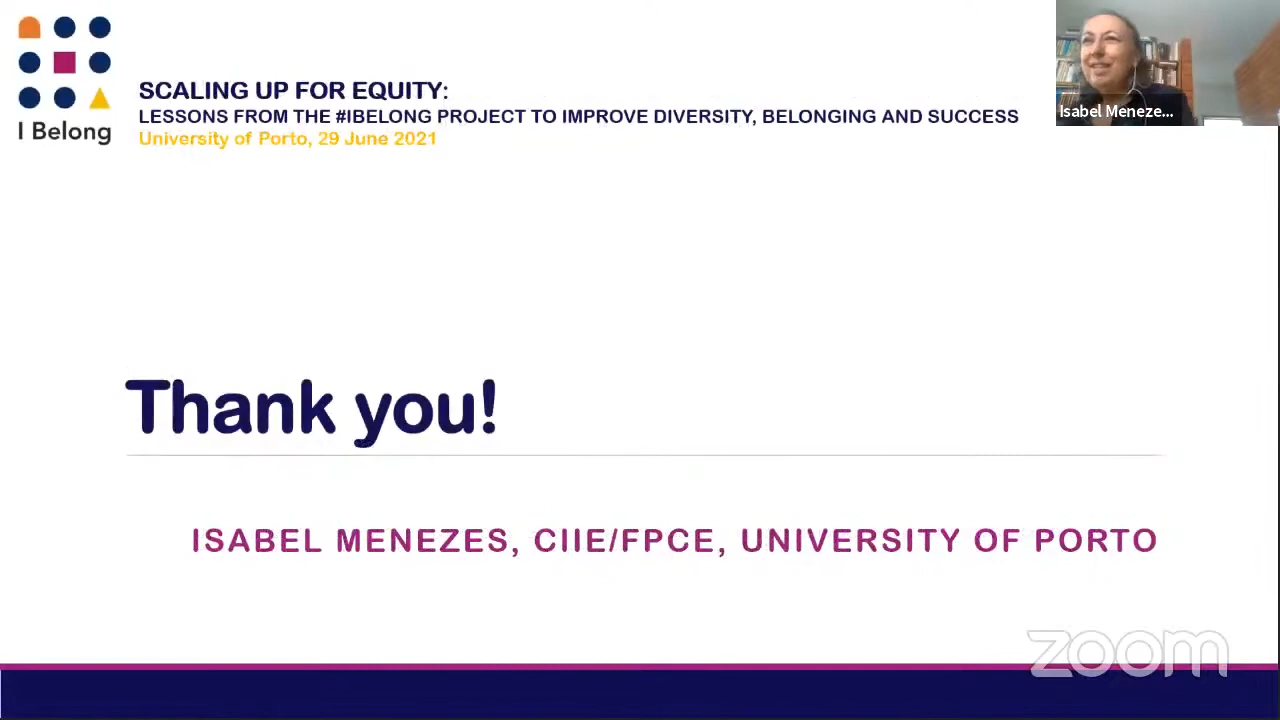 I Belong
SCALING UP FOR EQUITY:
LESSONS FROM THE #IBELONG PROJECT TO IMPROVE DIVERSITY, BELONGING AND SUCCESS
University of Porto, 29 June 2021
Isabel Meneze...
Thank you!
ISABEL MENEZES, CIIE/FPCE, UNIVERSITY OF PORTO
zoom